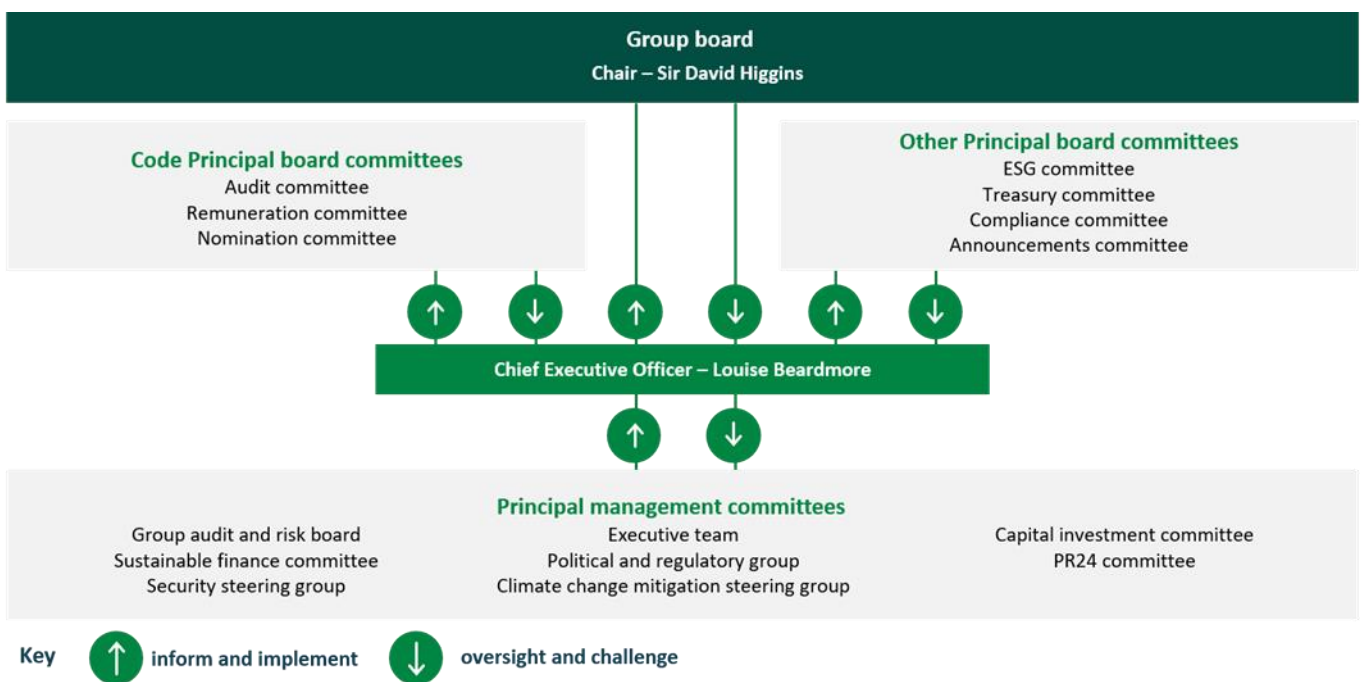 Group board
Chair – Sir David Higgins
Code Principal board committees
Audit committee
Remuneration committee
Nomination committee
Other Principal board committees
ESG committee
Treasury committee
Compliance committee
Announcements committee
Chief Executive Officer – Louise Beardmore
Principal management committees
Group audit and risk board
Sustainable finance committee
Security steering group
Executive team
Political and regulatory group
Climate change mitigation steering group
Capital investment committee
PR24 committee
Key
inform and implement
oversight and challenge